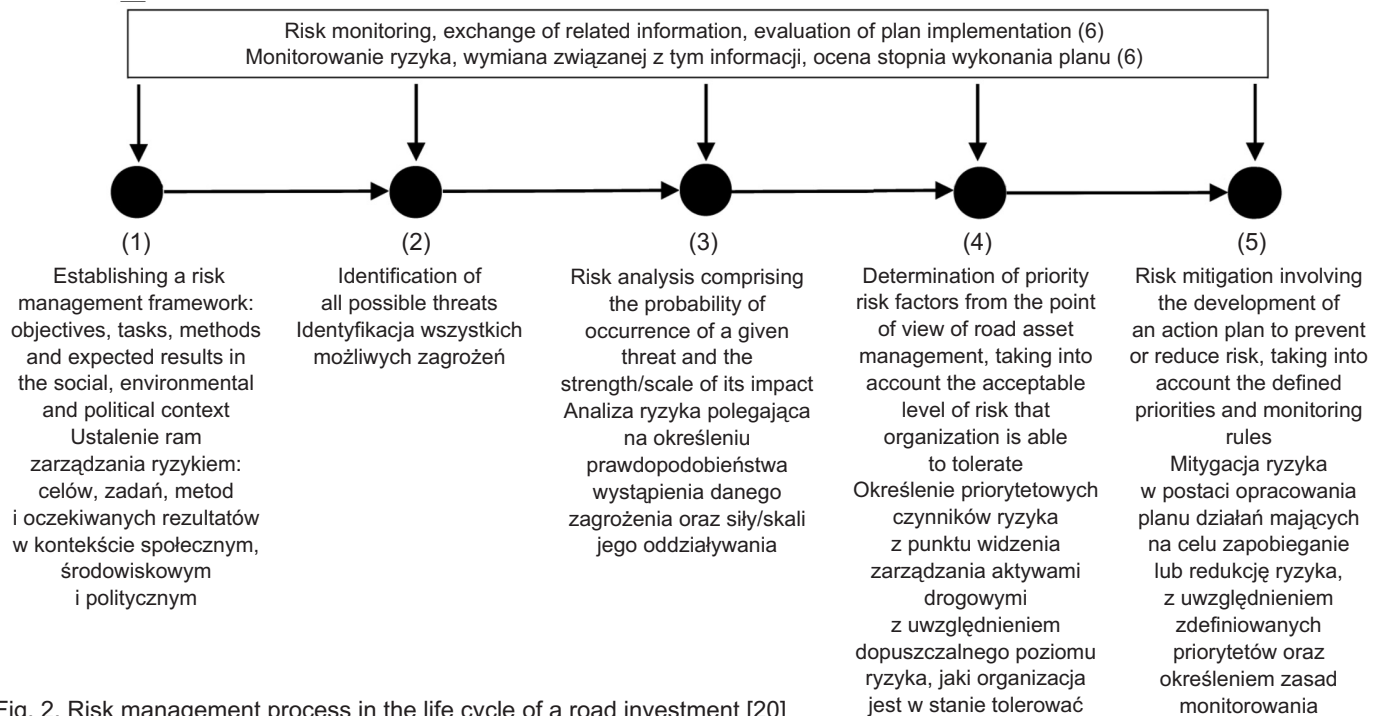 Risk monitoring, exchange of related information, evaluation of plan implementation (6)
Monitorowanie ryzyka, wymiana związanej z tym informacji, ocena stopnia wykonania planu (6)
(1)
Establishing a risk
management framework:
objectives, tasks, methods
and expected results in
the social, environmental
and political context
Ustalenie ram
zarządzania ryzykiem:
celów, zadań, metod
i oczekiwanych rezultatów
w kontekście społecznym,
środowiskowym
i politycznym
(2)
Identification of
all possible threats
Identyfikacja wszystkich
możliwych zagrożeń
(3)
Risk analysis comprising
the probability of
occurrence of a given
threat and the
strength/scale of its impact
Analiza ryzyka polegająca
na określeniu
prawdopodobieństwa
wystąpienia danego
zagrożenia oraz siły/skali
jego oddziaływania
(4)
Determination of priority
risk factors from the point
of view of road asset
management, taking into
account the acceptable
level of risk that
organization is able
to tolerate
Określenie priorytetowych
czynników ryzyka
z punktu widzenia
zarządzania aktywami
drogowymi
z uwzględnieniem
dopuszczalnego poziomu
ryzyka, jaki organizacja
jest w stanie tolerować
(5)
Risk mitigation involving
the development of
an action plan to prevent
or reduce risk, taking into
account the defined
priorities and monitoring
rules
Mitygacja ryzyka
w postaci opracowania
planu działań mających
na celu zapobieganie
lub redukcję ryzyka,
z uwzględnieniem
zdefiniowanych
priorytetów oraz
określeniem zasad
monitorowania
Fig. 2. Risk management process in the life cycle of a road investment [20]